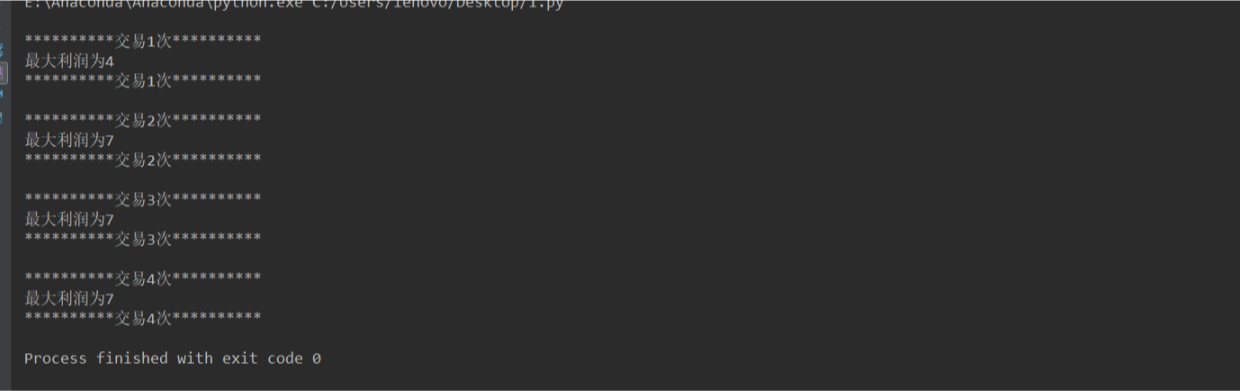 E:\Anaconda\Anaconda\python.exe C:/Users/lenovo/Desktop/1.py
**********交易1次**********
最大利润为4
**********交易1次**********
**********交易2次**********
最大利润为7
**********交易2次**********
**********交易3次**********
最大利润为7
**********交易3次**********
**********交易4次**********
最大利润为7
**********交易4次**********
Process finished with exit code 0